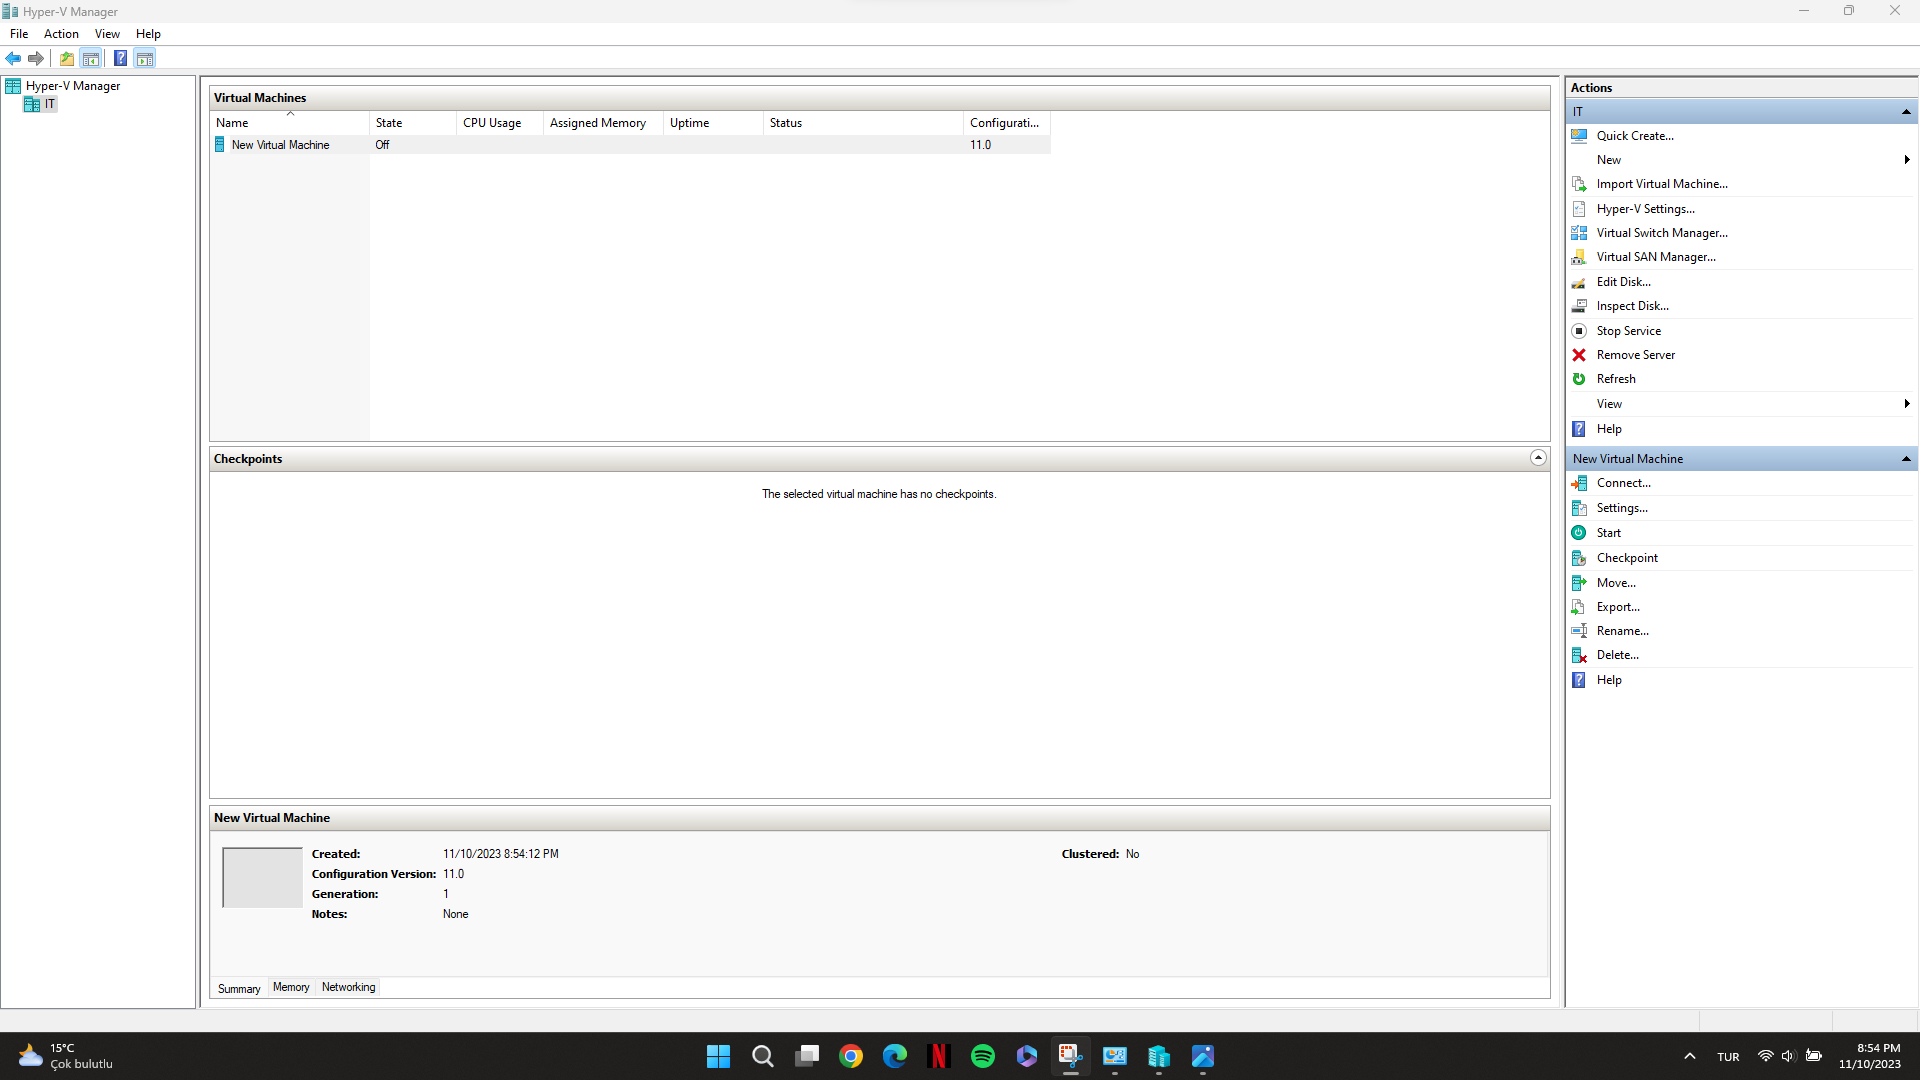 Hyper-V Manager
File Action View Help
Hyper-V Manager
IT
Virtual Machines
Name State CPU Usage Assigned Memory Uptime Status Configurati...
New Virtual Machine Off 11.0
Checkpoints
The selected virtual machine has no checkpoints.
New Virtual Machine
Created: 11/10/2023 8:54:12 PM Clustered: No
Configuration Version: 11.0
Generation: 1
Notes: None
Summary Memory Networking
Actions
IT
Quick Create...
New
Import Virtual Machine...
Hyper-V Settings...
Virtual Switch Manager...
Virtual SAN Manager...
Edit Disk...
Inspect Disk...
Stop Service
Remove Server
Refresh
View
Help
New Virtual Machine
Connect...
Settings...
Start
Checkpoint
Move...
Export...
Rename...
Delete...
Help
15°C
Çok bulutlu
TUR
8:54 PM
11/10/2023